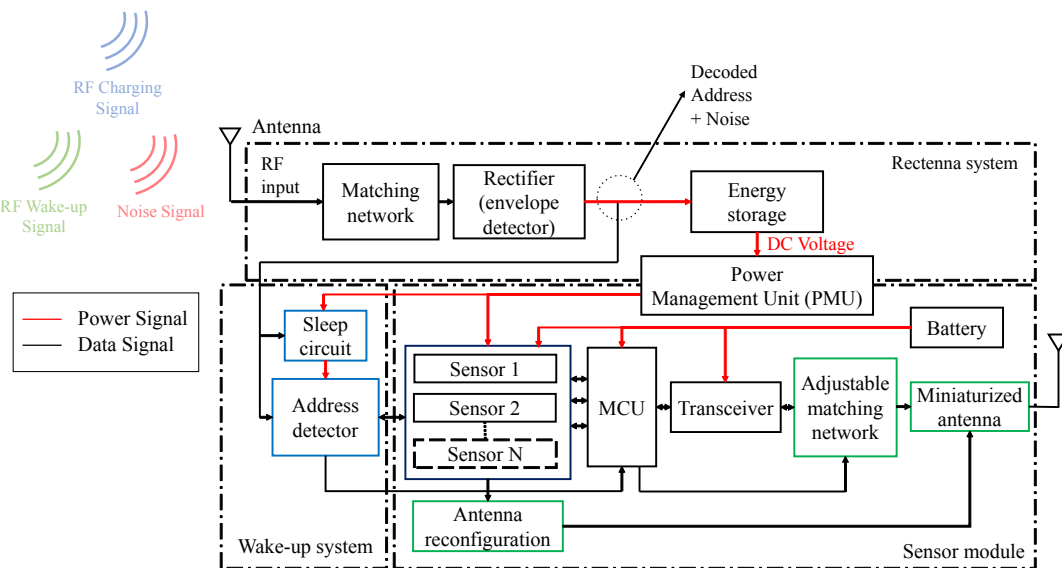 RF Charging
Signal
RF Wake-up
Signal
Noise Signal
Antenna
Decoded
Address
+ Noise
Rectenna system
RF
input
Matching
network
Rectifier
(envelope
detector)
Energy
storage
DC Voltage
Power
Management Unit (PMU)
Power Signal
Data Signal
Sleep
circuit
Address
detector
Wake-up system
Sensor 1
Sensor 2
Sensor N
MCU
Transceiver
Battery
Adjustable
matching
network
Miniaturized
antenna
Antenna
reconfiguration
Sensor module